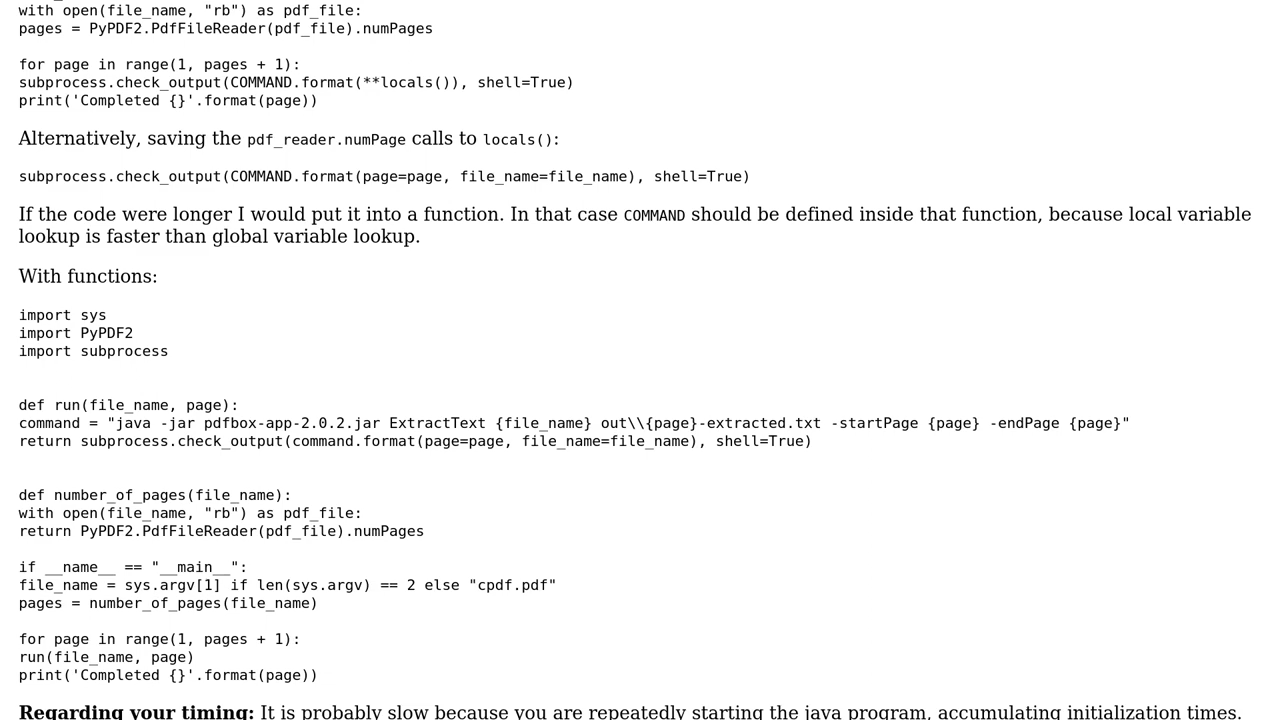 with open(file_name, "rb") as pdf_file:
pages = PyPDF2.PdfFileReader(pdf_file).numPages
for page in range(1, pages + 1):
subprocess.check_output(COMMAND.format(**locals()), shell=True)
print('Completed {}'.format(page))
Alternatively, saving the pdf_reader.numPage calls to locals():
subprocess.check_output(COMMAND.format(page=page, file_name=file_name), shell=True)
If the code were longer I would put it into a function. In that case COMMAND should be defined inside that function, because local variable
lookup is faster than global variable lookup.
With functions:
import sys
import PyPDF2
import subprocess
def run(file_name, page):
command = "java -jar pdfbox-app-2.0.2.jar ExtractText {file_name} out\\{page}-extracted.txt -startPage {page} -endPage {page}"
return subprocess.check_output(command.format(page=page, file_name=file_name), shell=True)
def number_of_pages(file_name):
with open(file_name, "rb") as pdf_file:
return PyPDF2.PdfFileReader(pdf_file).numPages
if __name__ == "__main__":
file_name = sys.argv[1] if len(sys.argv) == 2 else "cpdf.pdf"
pages = number_of_pages(file_name)
for page in range(1, pages + 1):
run(file_name, page)
print('Completed {}'.format(page))
Regarding your timing: It is probably slow because you are repeatedly starting the java program, accumulating initialization times.